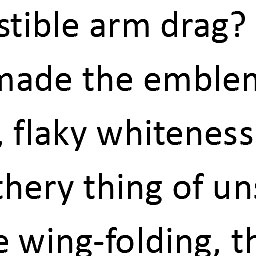 stible arm drag?
made the emblem
, flaky whiteness
thery thing of uns
e wing-folding, th